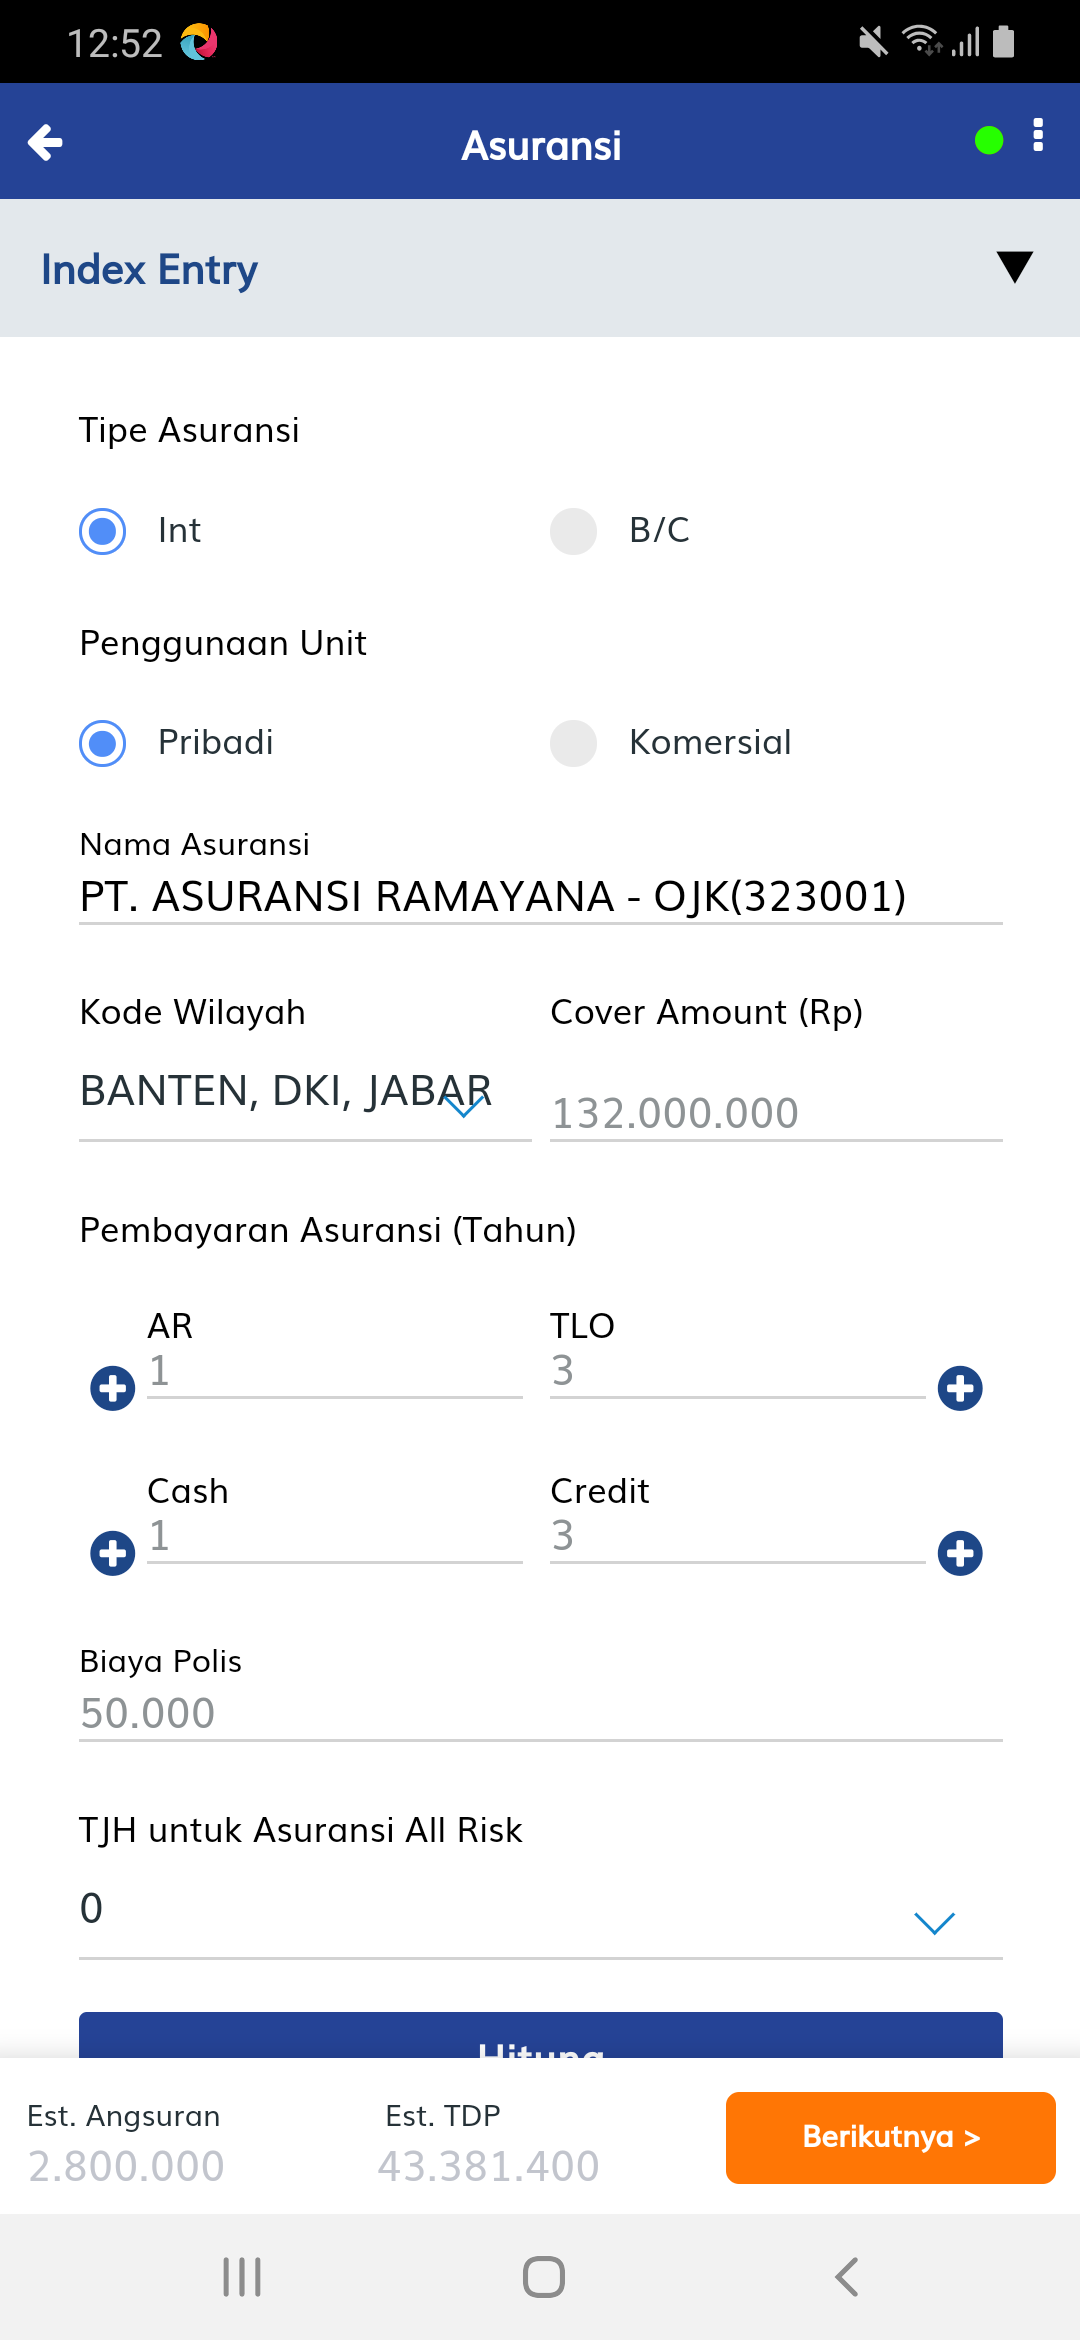 12:52
Asuransi
Index Entry
Tipe Asuransi
Int B/C
Penggunaan Unit
Pribadi Komersial
Nama Asuransi
PT. ASURANSI RAMAYANA - OJK(323001)
Kode Wilayah Cover Amount (Rp)
BANTEN, DKI, JABAR 132.000.000
Pembayaran Asuransi (Tahun)
AR TLO
1 3
Cash Credit
1 3
Biaya Polis
50.000
TJH untuk Asuransi All Risk
0
Hitung
Est. Angsuran Est. TDP
2.800.000 43.381.400
Berikutnya >